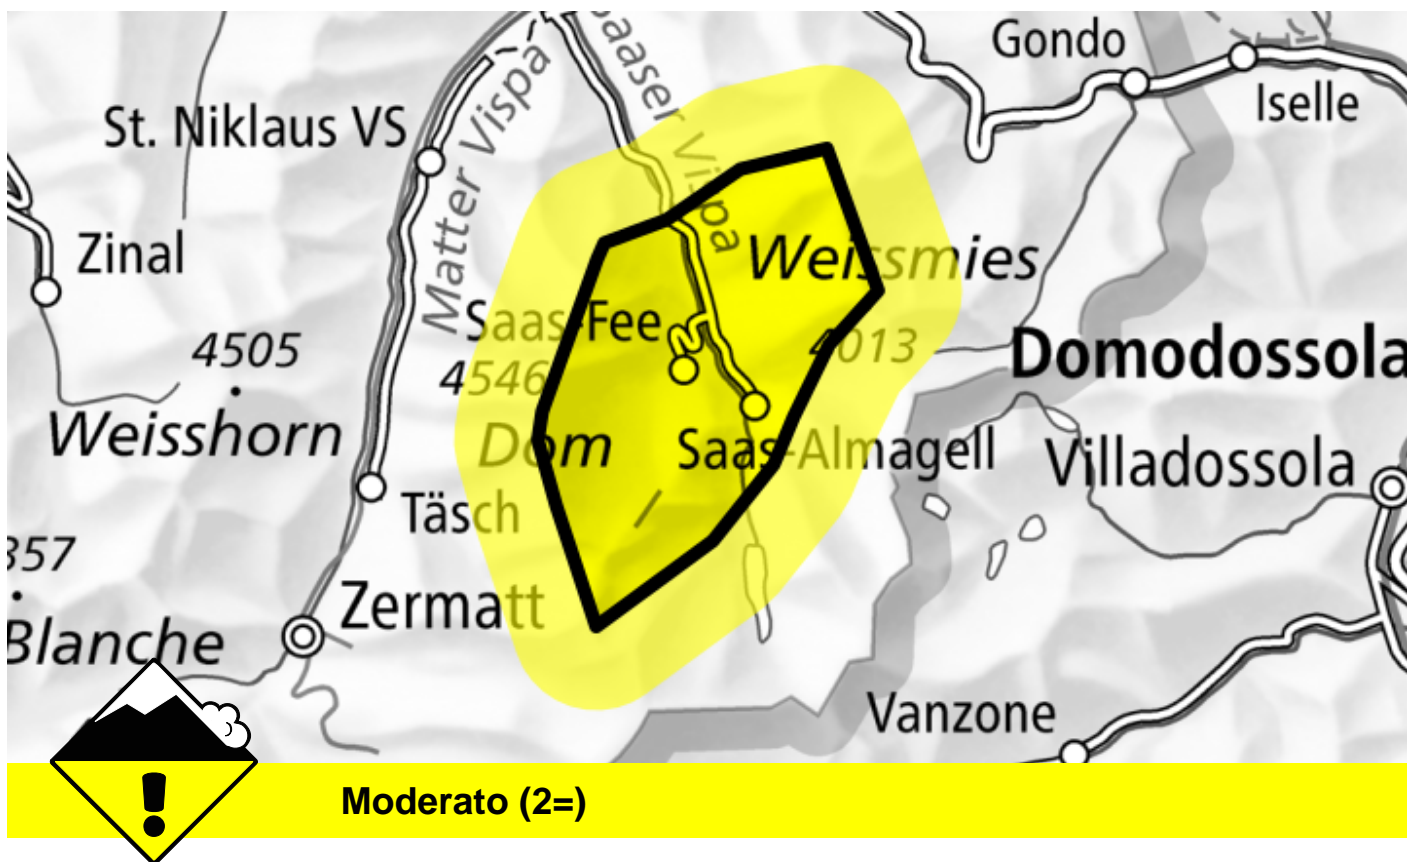 Gondo
Saaser Vispa
Iselle
St. Niklaus VS
Matter Vispa
Zinal
Weissmies
Saas-Fee
4505
4013
4546
Domodossola
Weisshorn
Dom
Saas-Almagell
Villadossola
Täsch
357
Zermatt
Blanche
Vanzone
!
Moderato (2=)